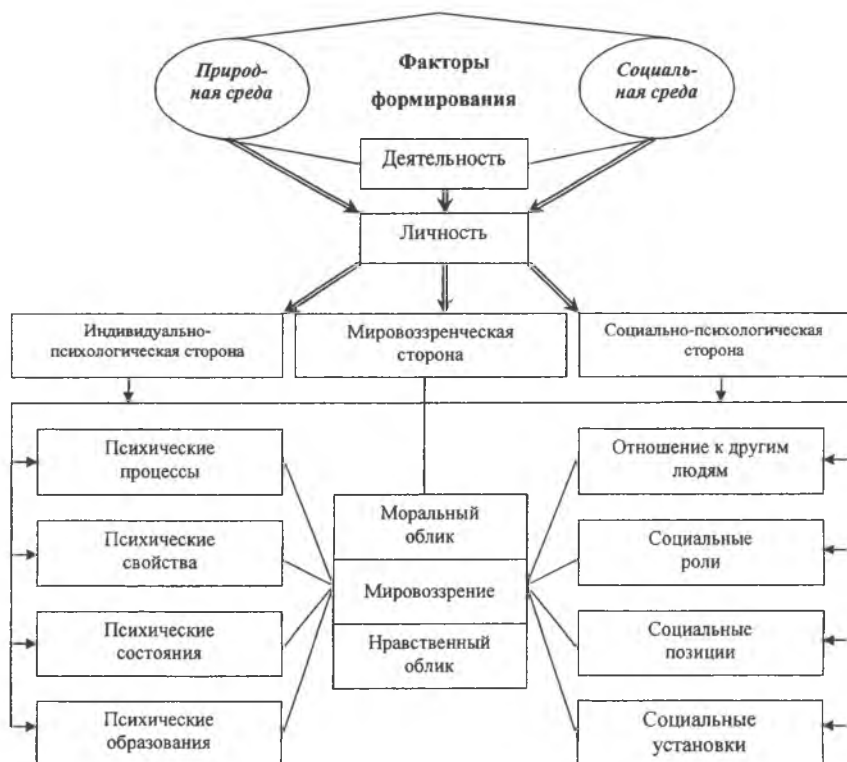 Природ-
ная среда
Факторы
формирования
Социаль-
ная среда
Деятельность
Личность
Индивидуально-
психологическая сторона
Мировоззренческая
сторона
Социально-психологическая
сторона
Психические
процессы
Психические
свойства
Психические
состояния
Психические
образования
Моральный
облик
Мировоззрение
Нравственный
облик
Отношение к другим
людям
Социальные
роли
Социальные
позиции
Социальные
установки